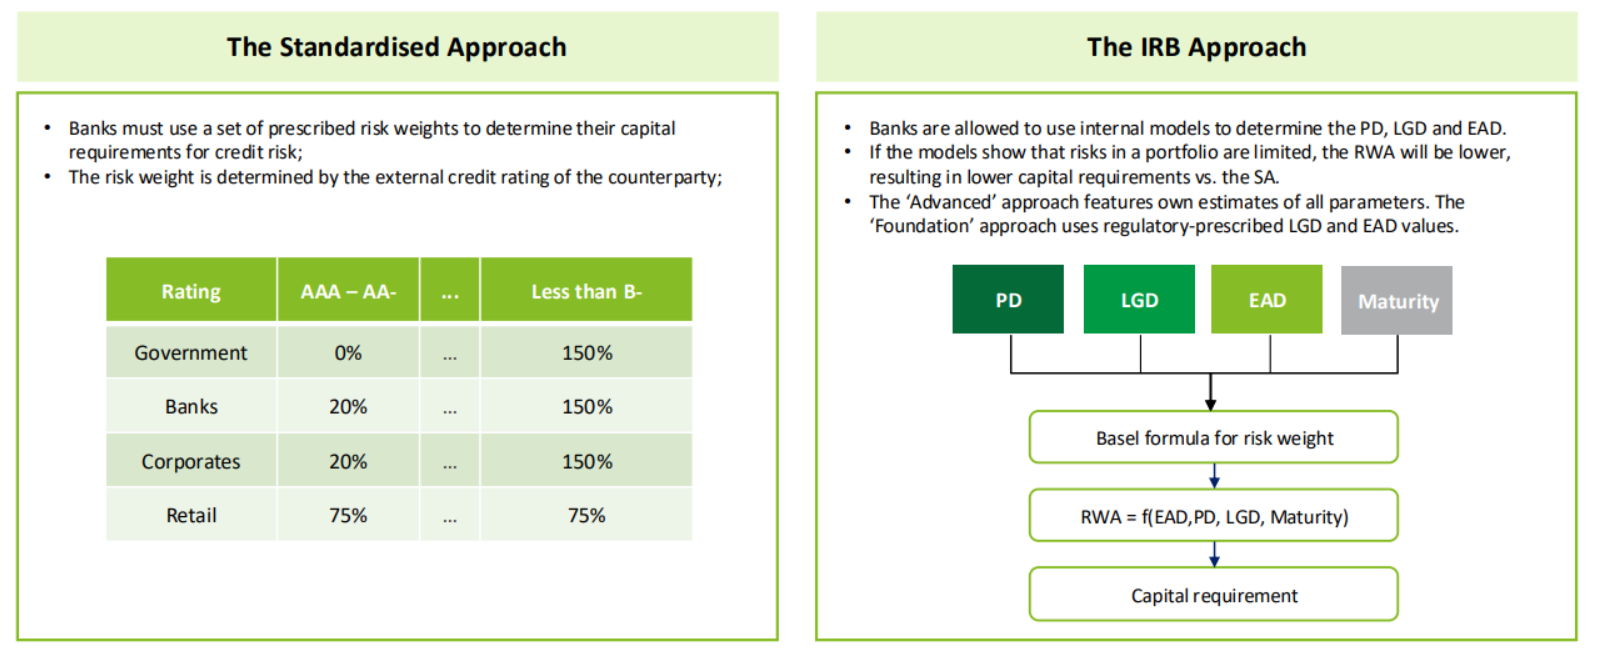 The Standardised Approach
• Banks must use a set of prescribed risk weights to determine their capital
requirements for credit risk;
• The risk weight is determined by the external credit rating of the counterparty;
Rating AAA – AA- ... Less than B-
Government 0% ... 150%
Banks 20% ... 150%
Corporates 20% ... 150%
Retail 75% ... 75%
The IRB Approach
• Banks are allowed to use internal models to determine the PD, LGD and EAD.
• If the models show that risks in a portfolio are limited, the RWA will be lower,
resulting in lower capital requirements vs. the SA.
• The ‘Advanced’ approach features own estimates of all parameters. The
‘Foundation’ approach uses regulatory-prescribed LGD and EAD values.
PD LGD EAD Maturity
Basel formula for risk weight
RWA = f(EAD,PD, LGD, Maturity)
Capital requirement